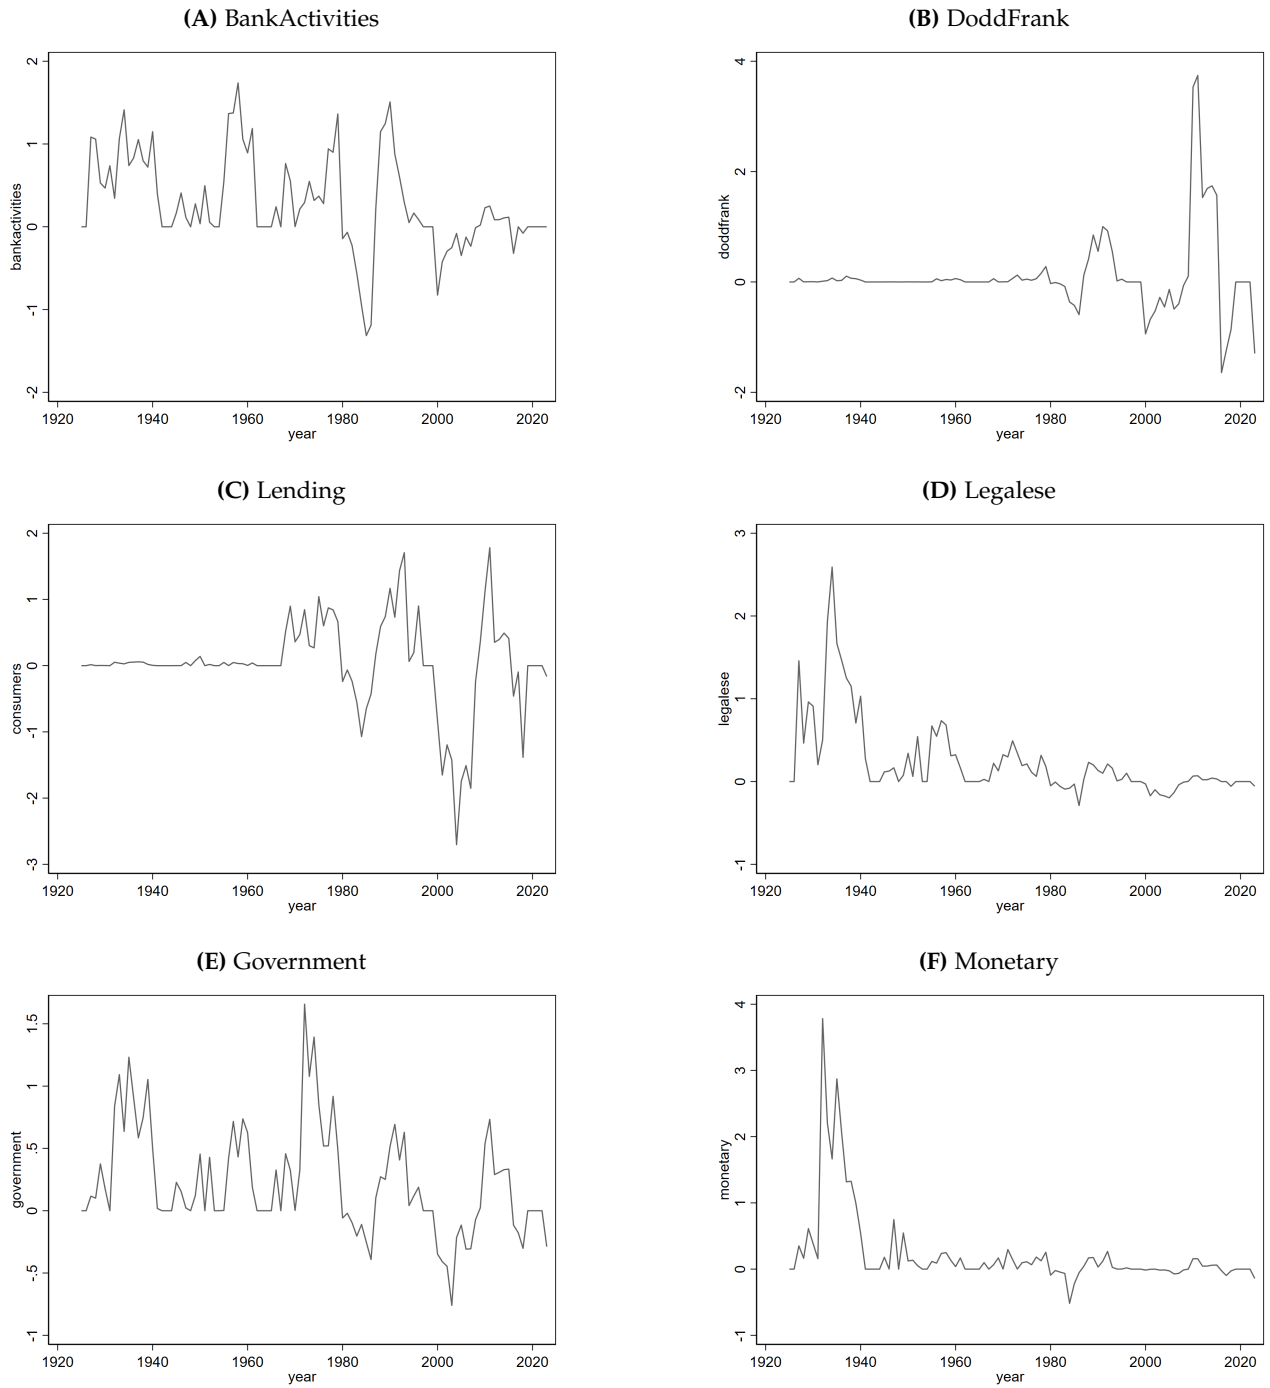 (A) BankActivities
2
1
0
-1
-2
bankactivities
1920 1940 1960 1980 2000 2020
year
(B) DoddFrank
4
2
0
-2
doddfrank
1920 1940 1960 1980 2000 2020
year
(C) Lending
2
1
0
-1
-2
-3
consumers
1920 1940 1960 1980 2000 2020
year
(D) Legalese
3
2
1
0
-1
legalese
1920 1940 1960 1980 2000 2020
year
(E) Government
1.5
1
.5
0
-.5
-1
government
1920 1940 1960 1980 2000 2020
year
(F) Monetary
4
3
2
1
0
-1
monetary
1920 1940 1960 1980 2000 2020
year